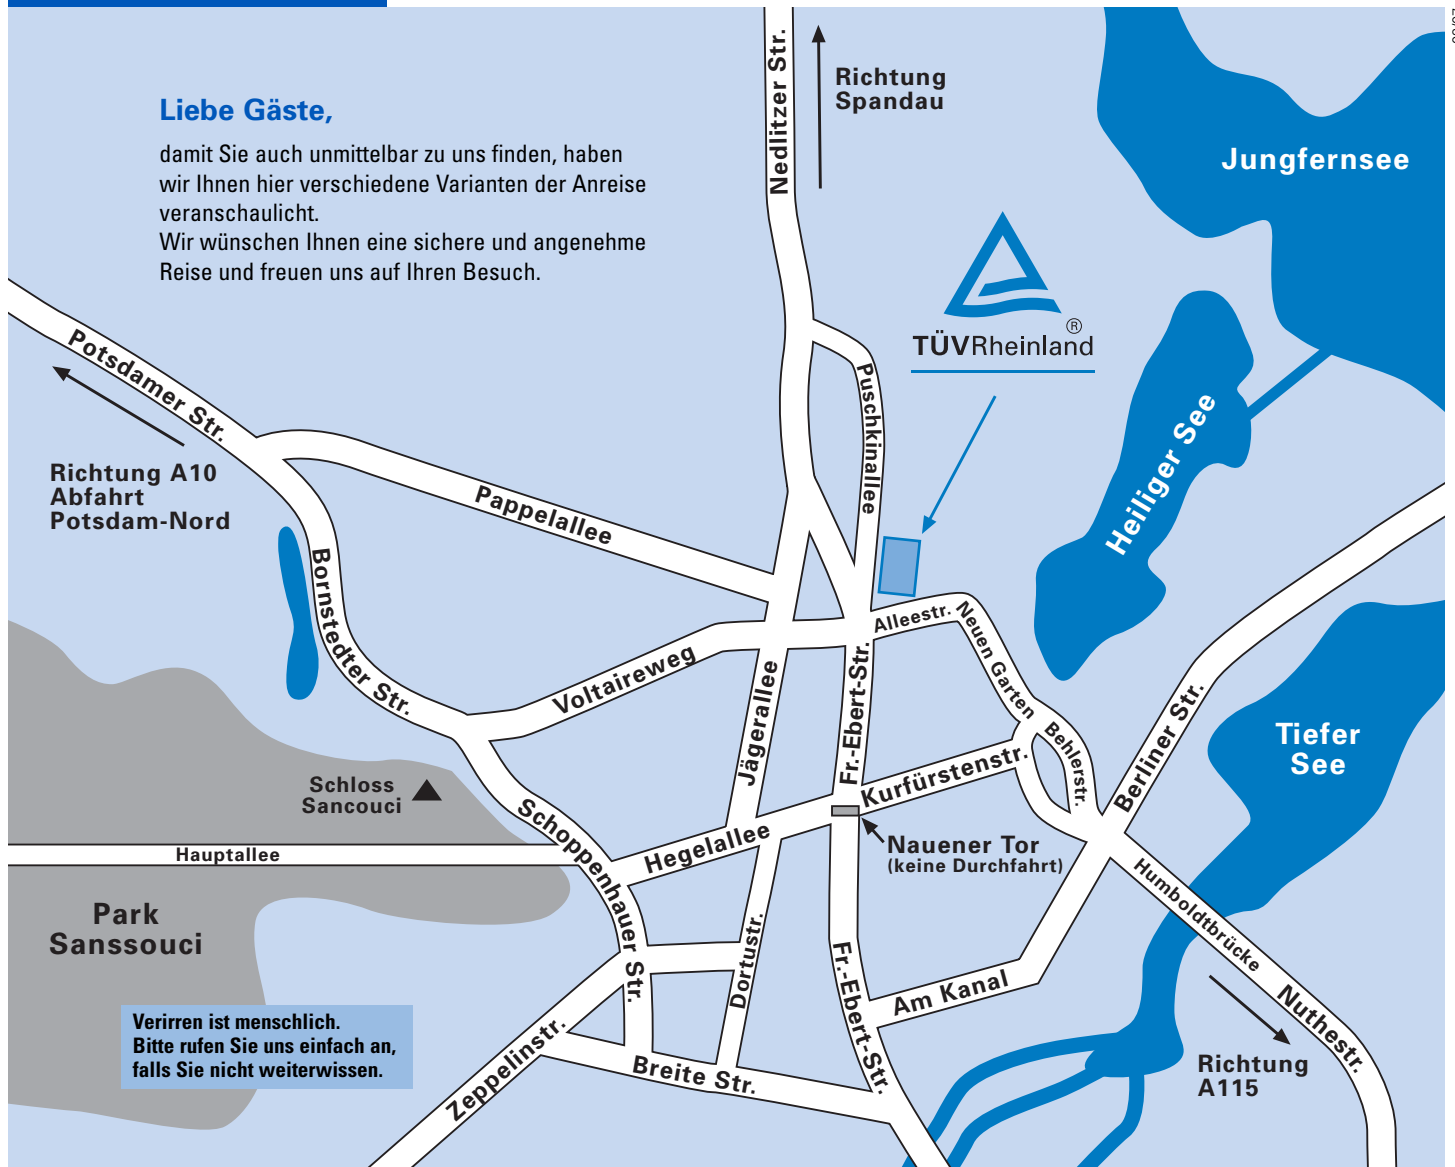 Liebe Gäste,
damit Sie auch unmittelbar zu uns finden, haben
wir Ihnen hier verschiedene Varianten der Anreise
veranschaulicht.
Wir wünschen Ihnen eine sichere und angenehme
Reise und freuen uns auf Ihren Besuch.
Nedlitzer Str.
Richtung
Spandau
Jungfernsee
TÜVRheinland
®
Potsdamer Str.
Richtung A10
Abfahrt
Potsdam-Nord
Puschkinallee
Heiliger See
Pappelallee
Bornstedter Str.
Voltaireweg
Alleestr.
Neuen Garten
Jägerallee
Fr.-Ebert-Str.
Behlerstr.
Berliner Str.
Tiefer
See
Kurfürstenstr.
Schloss
Sancouci
Schoppenhauer Str.
Hegelallee
Nauener Tor
(keine Durchfahrt)
Hauptallee
Park
Sanssouci
Humboldtbrücke
Dortustr.
Fr.-Ebert-Str.
Am Kanal
Nuthestr.
Verirren ist menschlich.
Bitte rufen Sie uns einfach an,
falls Sie nicht weiterwissen.
Zeppelinstr.
Breite Str.
Richtung
A115